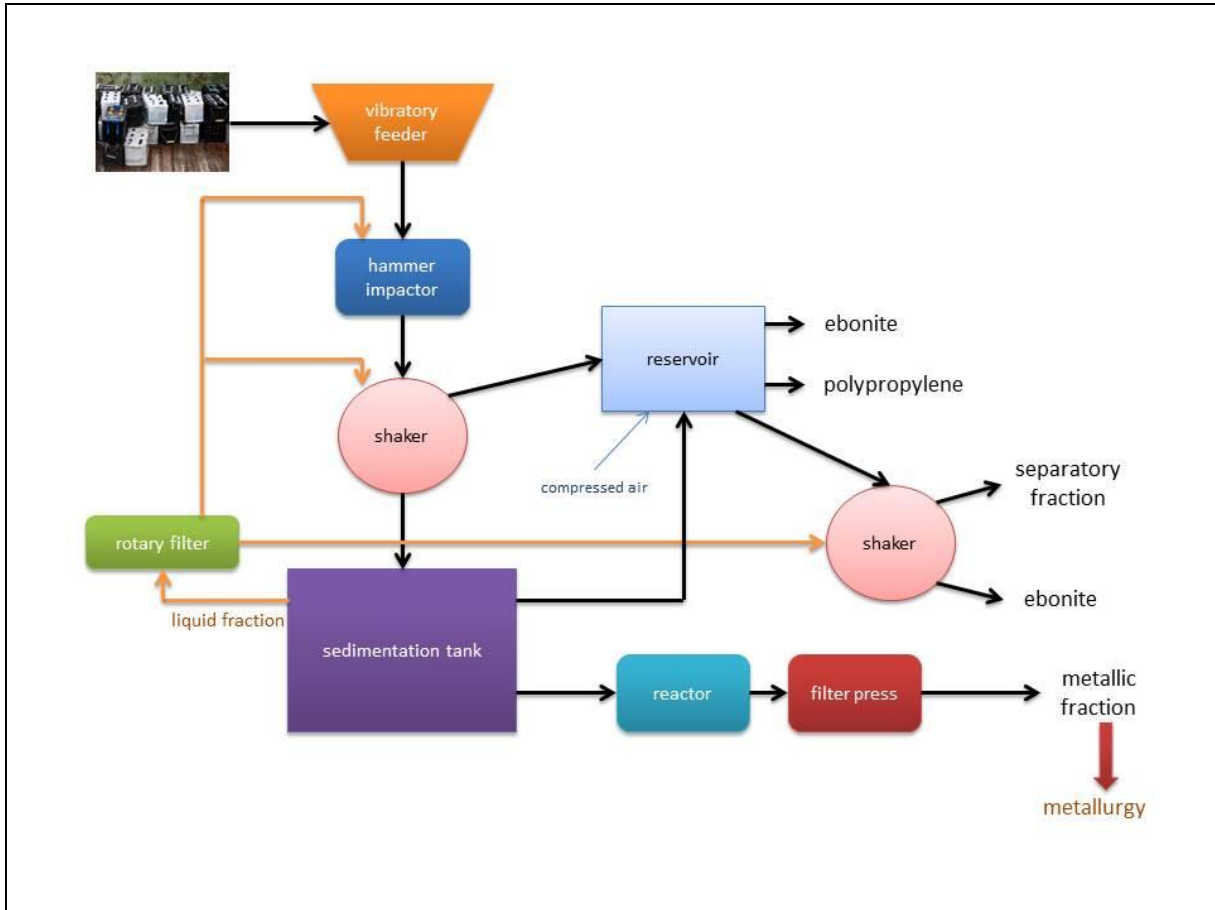 vibratory
feeder
hammer
impactor
reservoir
ebonite
polypropylene
shaker
compressed air
separatory
fraction
rotary filter
shaker
ebonite
liquid fraction
sedimentation tank
reactor
filter press
metallic
fraction
metallurgy